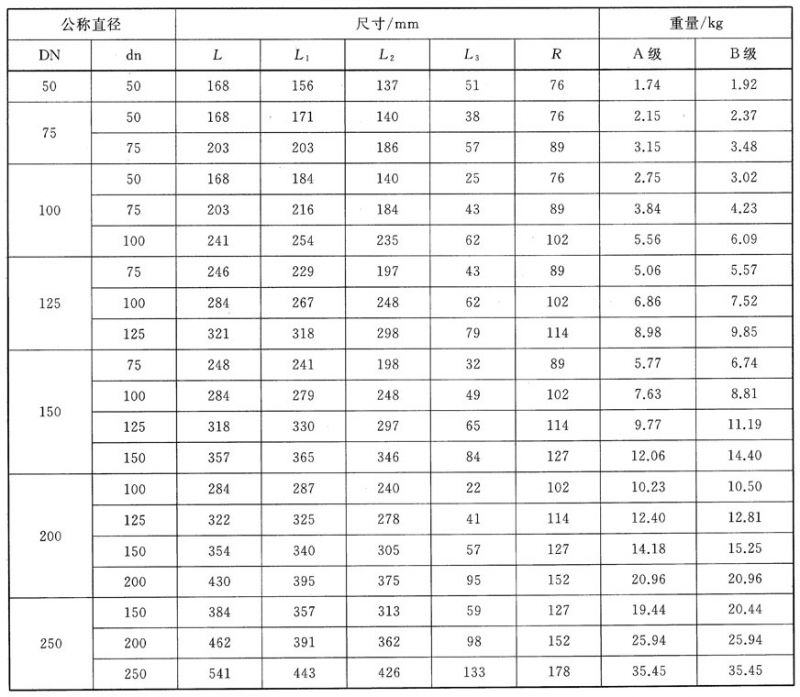 公称直径 尺寸/mm 重量/kg
DN dn L L₁ L₂ L₃ R A 级 B 级
50 50 168 156 137 51 76 1.74 1.92
75 50 168 171 140 38 76 2.15 2.37
75 203 203 186 57 89 3.15 3.48
100 50 168 184 140 25 76 2.75 3.02
75 203 216 184 43 89 3.84 4.23
100 241 254 235 62 102 5.56 6.09
125 75 246 229 197 43 89 5.06 5.57
100 284 267 248 62 102 6.86 7.52
125 321 318 298 79 114 8.98 9.85
150 75 248 241 198 32 89 5.77 6.74
100 284 279 248 49 102 7.63 8.81
125 318 330 297 65 114 9.77 11.19
150 357 365 346 84 127 12.06 14.40
200 100 284 287 240 22 102 10.23 10.50
125 322 325 278 41 114 12.40 12.81
150 354 340 305 57 127 14.18 15.25
200 430 395 375 95 152 20.96 20.96
250 150 384 357 313 59 127 19.44 20.44
200 462 391 362 98 152 25.94 25.94
250 541 443 426 133 178 35.45 35.45